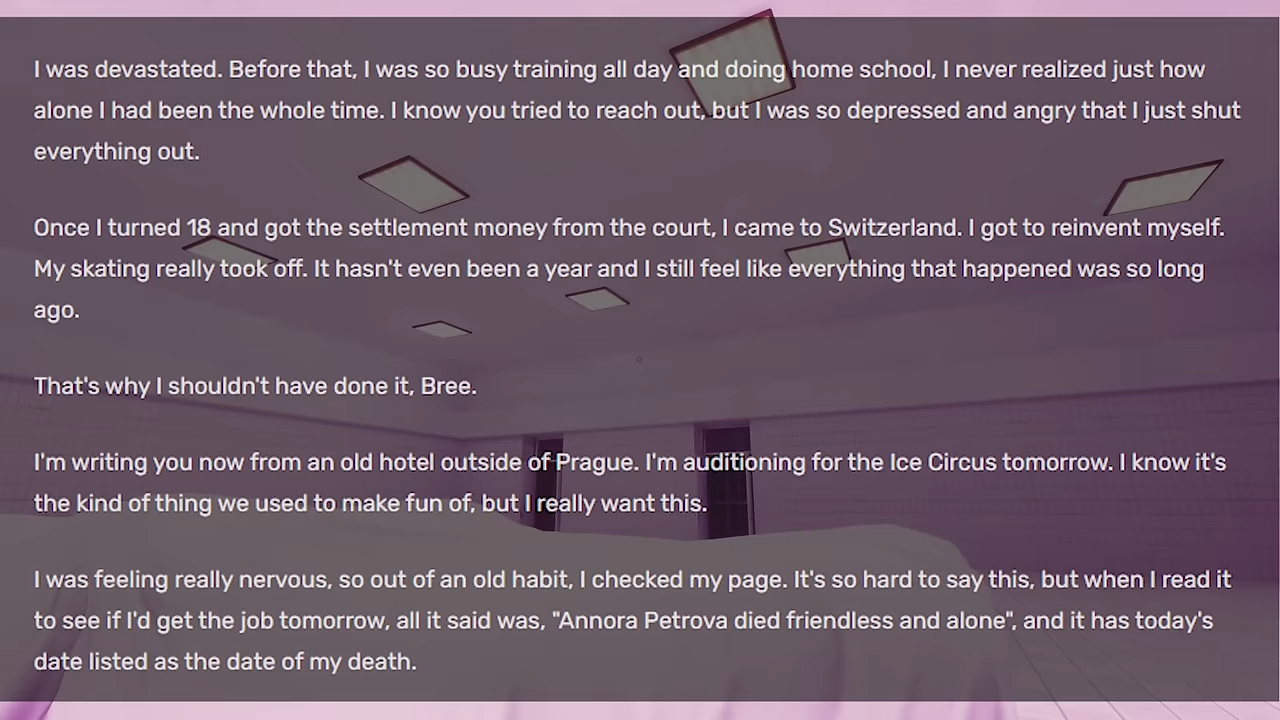 I was devastated. Before that, I was so busy training all day and doing home school, I never realized just how
alone I had been the whole time. I know you tried to reach out, but I was so depressed and angry that I just shut
everything out.
Once I turned 18 and got the settlement money from the court, I came to Switzerland. I got to reinvent myself.
My skating really took off. It hasn't even been a year and I still feel like everything that happened was so long
ago.
That's why I shouldn't have done it, Bree.
I'm writing you now from an old hotel outside of Prague. I'm auditioning for the Ice Circus tomorrow. I know it's
the kind of thing we used to make fun of, but I really want this.
I was feeling really nervous, so out of an old habit, I checked my page. It's so hard to say this, but when I read it
to see if I'd get the job tomorrow, all it said was, "Annora Petrova died friendless and alone", and it has today's
date listed as the date of my death.